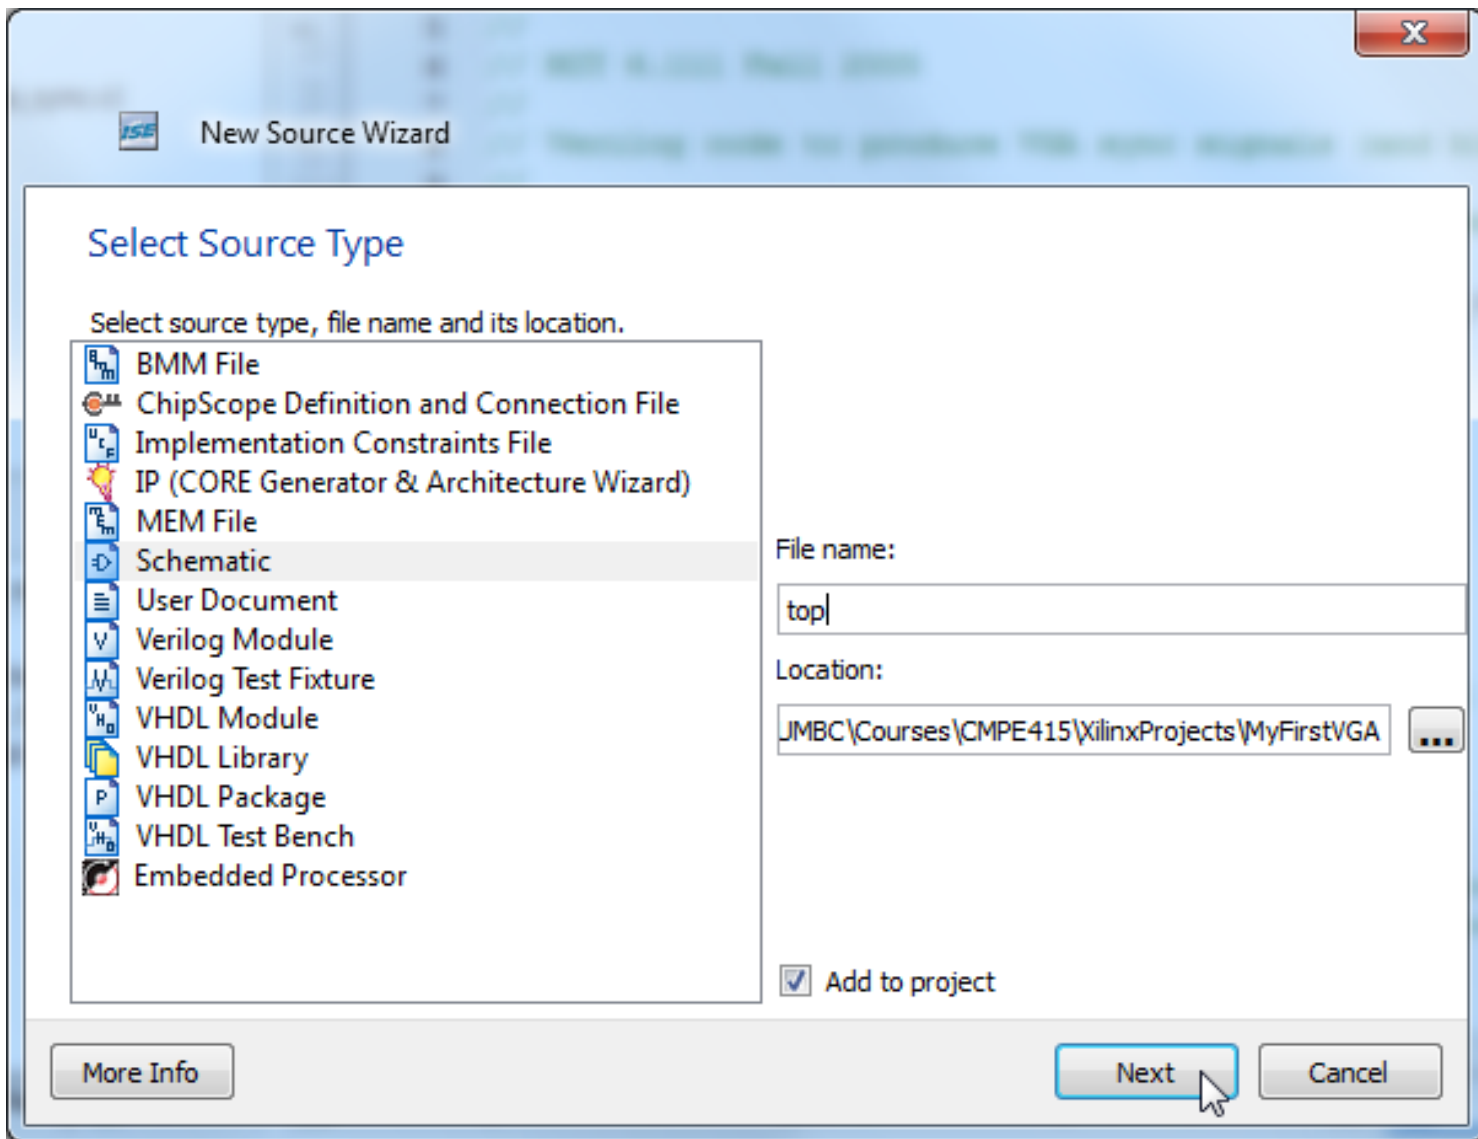 ISE
New Source Wizard
Select Source Type
Select source type, file name and its location.
BMM File
ChipScope Definition and Connection File
Implementation Constraints File
IP (CORE Generator & Architecture Wizard)
MEM File
Schematic
User Document
Verilog Module
Verilog Test Fixture
VHDL Module
VHDL Library
VHDL Package
VHDL Test Bench
Embedded Processor
File name:
top
Location:
JMBC\Courses\CMPE415\XilinxProjects\MyFirstVGA
...
Add to project
More Info
Next
Cancel